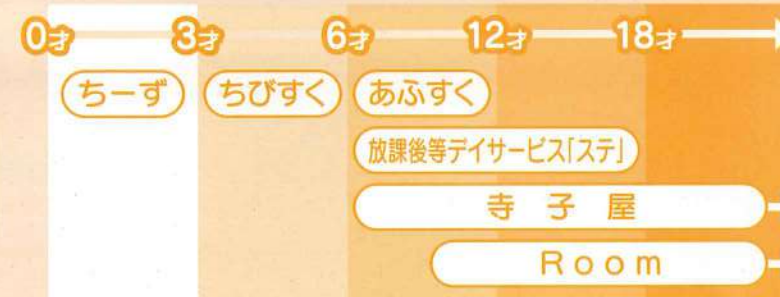 0才 3才 6才 12才 18才
ちーず ちびすく あふすく
放課後等デイサービス「ステ」
寺子屋
Room